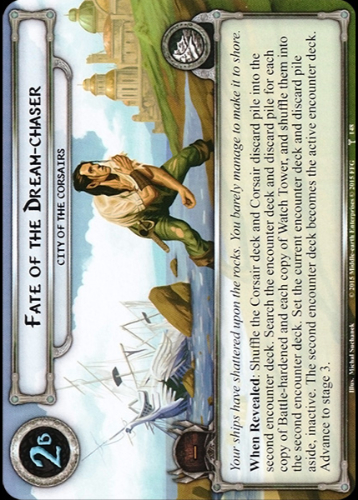 2B
FATE OF THE DREAM-CHASER
CITY OF THE CORSAIRS
Your ships have shattered upon the rocks. You barely manage to make it to shore.
When Revealed: Shuffle the Corsair deck and Corsair discard pile into the
second encounter deck. Search the encounter deck and discard pile for each
copy of Battle-hardened and each copy of Watch Tower, and shuffle them into
the second encounter deck. Set the current encounter deck and discard pile
aside, inactive. The second encounter deck becomes the active encounter deck.
Advance to stage 3.
Illus. Michal Suchanek © 2015 Middle-earth Enterprises © 2015 FFG 148